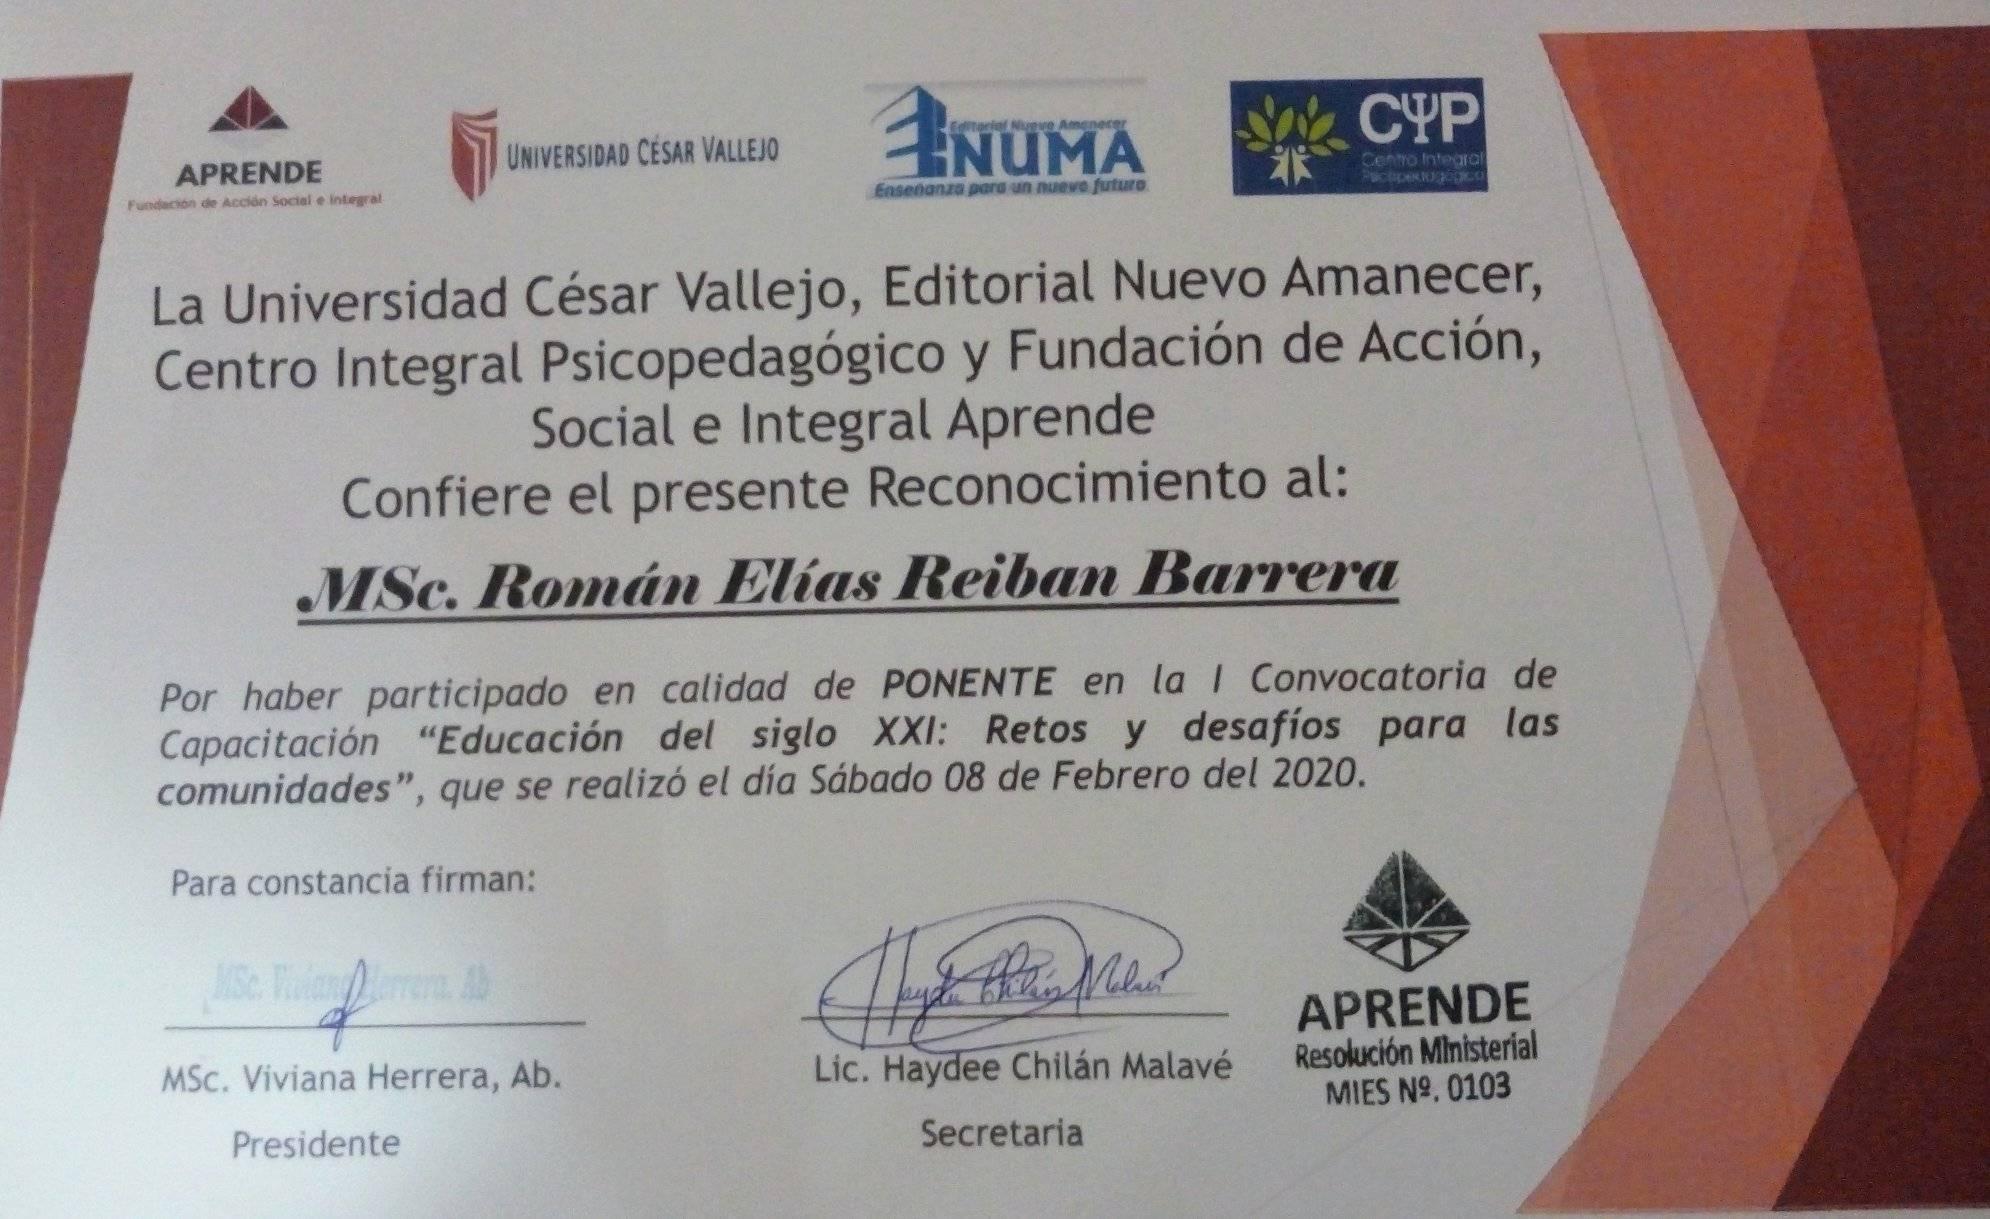 APRENDE
Fundación de Acción Social e Integral
UNIVERSIDAD CÉSAR VALLEJO
Editorial Nuevo Amanecer
ENUMA
Enseñanza para un nuevo futuro
CΨP
Centro Integral
Psicopedagógico
La Universidad César Vallejo, Editorial Nuevo Amanecer,
Centro Integral Psicopedagógico y Fundación de Acción,
Social e Integral Aprende
Confiere el presente Reconocimiento al:
MSc. Román Elías Reiban Barrera
Por haber participado en calidad de PONENTE en la I Convocatoria de
Capacitación “Educación del siglo XXI: Retos y desafíos para las
comunidades”, que se realizó el día Sábado 08 de Febrero del 2020.
Para constancia firman:
MSc. Viviana Herrera. Ab
Haydee Chilán Malavé
MSc. Viviana Herrera, Ab.
Presidente
Lic. Haydee Chilán Malavé
Secretaria
APRENDE
Resolución MInisterial
MIES Nº. 0103